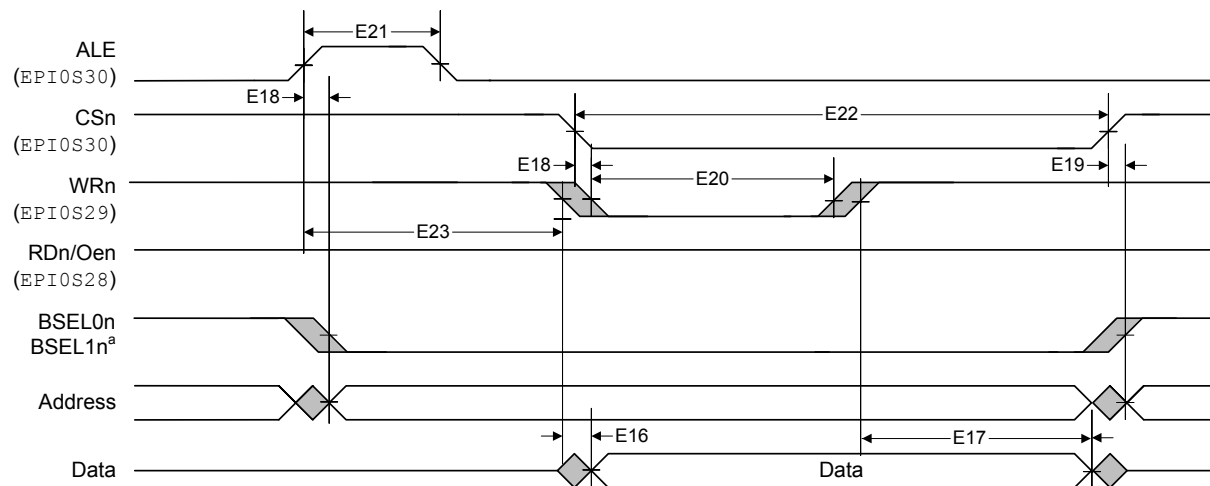 E21
ALE
(EPI0S30)
E18
CSn
E22
(EPI0S30)
E18
E19
WRn
E20
(EPI0S29)
E23
RDn/Oen
(EPI0S28)
BSEL0n
BSEL1nᵃ
Address
E16
E17
Data
Data